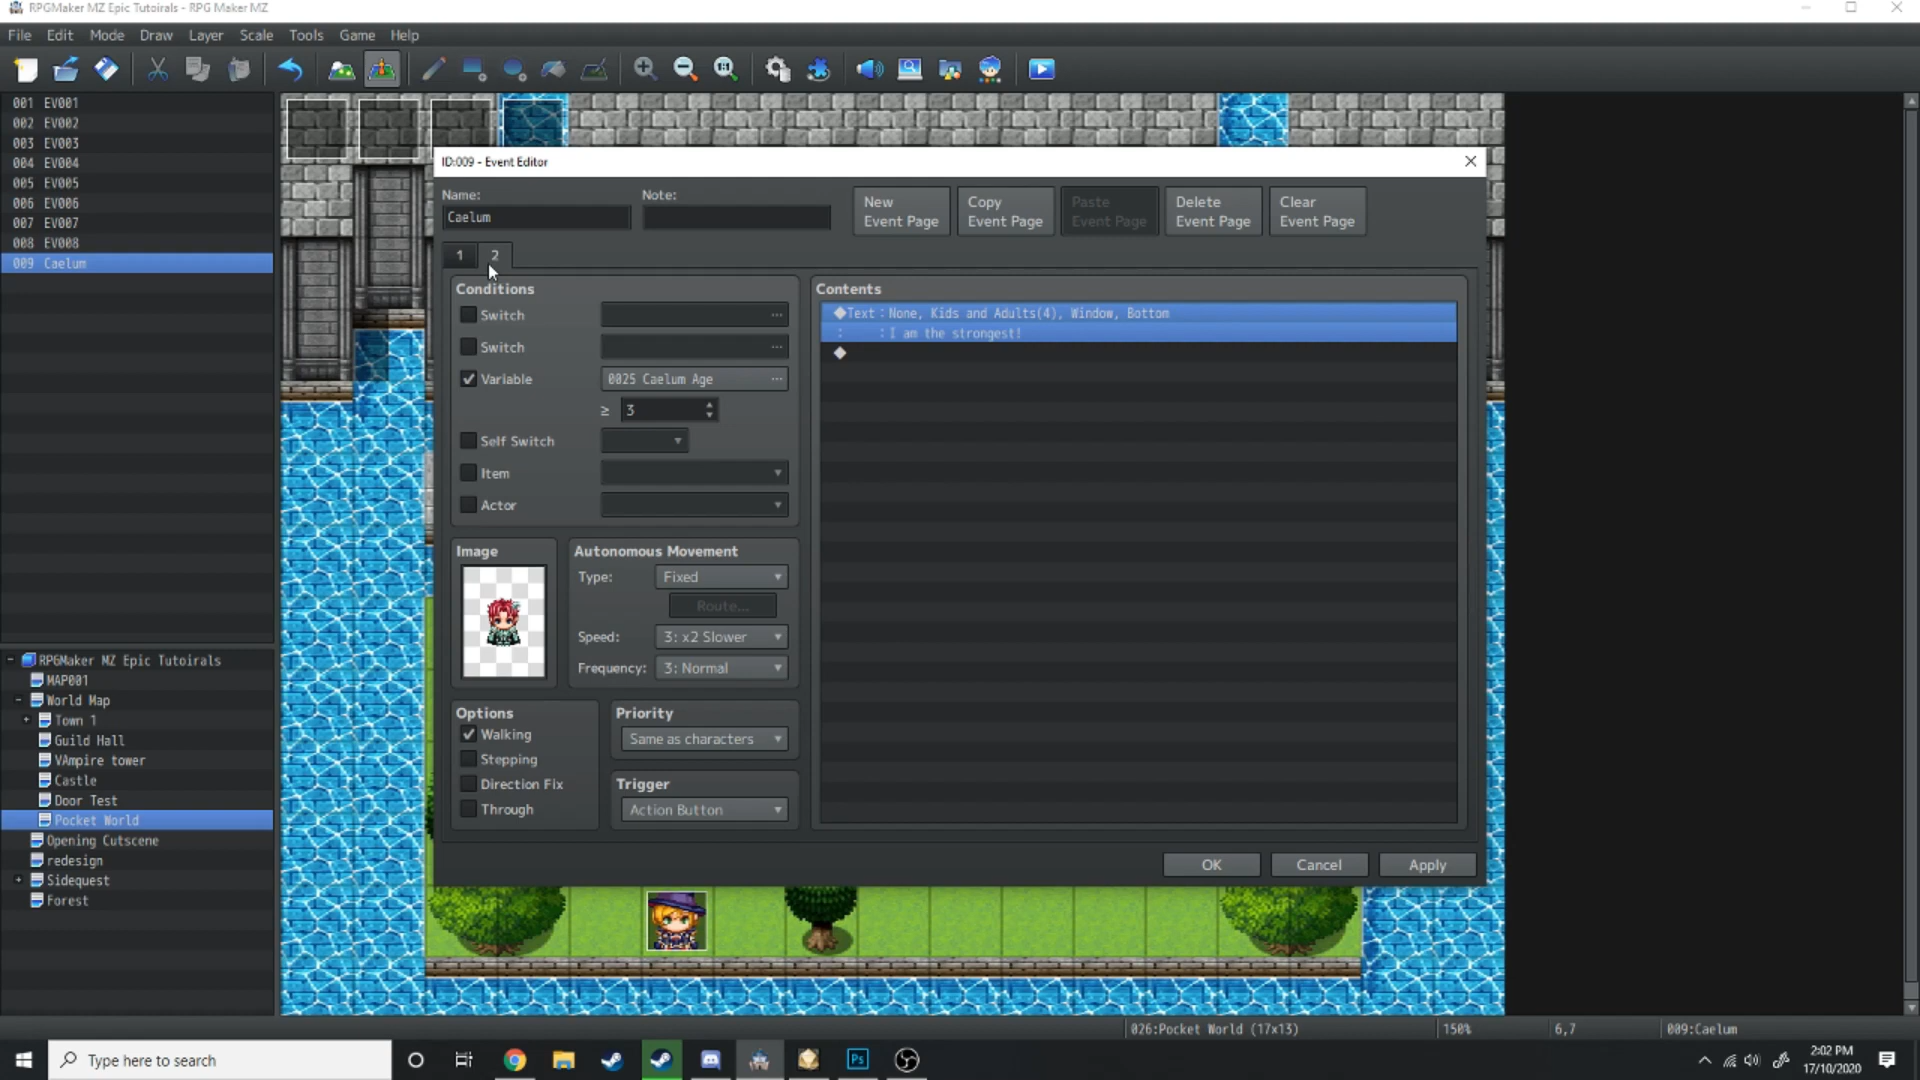 RPGMaker MZ Epic Tutoirals - RPG Maker MZ
File Edit Mode Draw Layer Scale Tools Game Help
001 EV001
002 EV002
003 EV003
004 EV004
005 EV005
006 EV006
007 EV007
008 EV008
009 Caelum
ID:009 - Event Editor
Name:
Caelum
Note:
New Event Page
Copy Event Page
Paste Event Page
Delete Event Page
Clear Event Page
1 2
Conditions
Switch ...
Switch ...
Variable 0025 Caelum Age ...
≥ 3
Self Switch
Item
Actor
Image
Autonomous Movement
Type: Fixed
Route...
Speed: 3: x2 Slower
Frequency: 3: Normal
Options
Walking
Stepping
Direction Fix
Through
Priority
Same as characters
Trigger
Action Button
Contents
◆Text：None, Kids and Adults(4), Window, Bottom
：　：I am the strongest!
◆
OK Cancel Apply
RPGMaker MZ Epic Tutoirals
MAP001
World Map
Town 1
Guild Hall
VAmpire tower
Castle
Door Test
Pocket World
Opening Cutscene
redesign
Sidequest
Forest
026:Pocket World (17x13) 150% 6,7 009:Caelum
Type here to search
Ps
2:02 PM
17/10/2020